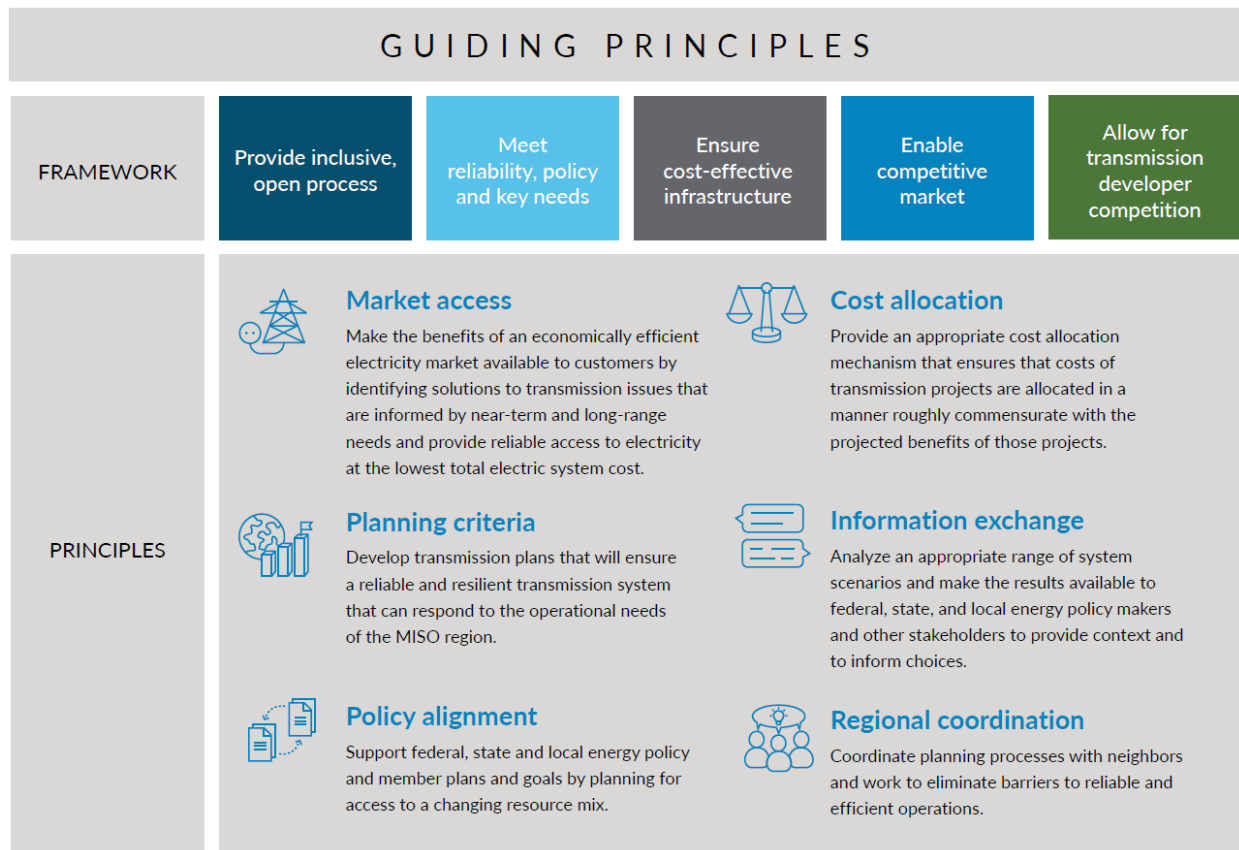 GUIDING PRINCIPLES
FRAMEWORK
Provide inclusive,
open process
Meet
reliability, policy
and key needs
Ensure
cost-effective
infrastructure
Enable
competitive
market
Allow for
transmission
developer
competition
PRINCIPLES
Market access
Make the benefits of an economically efficient
electricity market available to customers by
identifying solutions to transmission issues that
are informed by near-term and long-range
needs and provide reliable access to electricity
at the lowest total electric system cost.
Cost allocation
Provide an appropriate cost allocation
mechanism that ensures that costs of
transmission projects are allocated in a
manner roughly commensurate with the
projected benefits of those projects.
Planning criteria
Develop transmission plans that will ensure
a reliable and resilient transmission system
that can respond to the operational needs
of the MISO region.
Information exchange
Analyze an appropriate range of system
scenarios and make the results available to
federal, state, and local energy policy makers
and other stakeholders to provide context and
to inform choices.
Policy alignment
Support federal, state and local energy policy
and member plans and goals by planning for
access to a changing resource mix.
Regional coordination
Coordinate planning processes with neighbors
and work to eliminate barriers to reliable and
efficient operations.